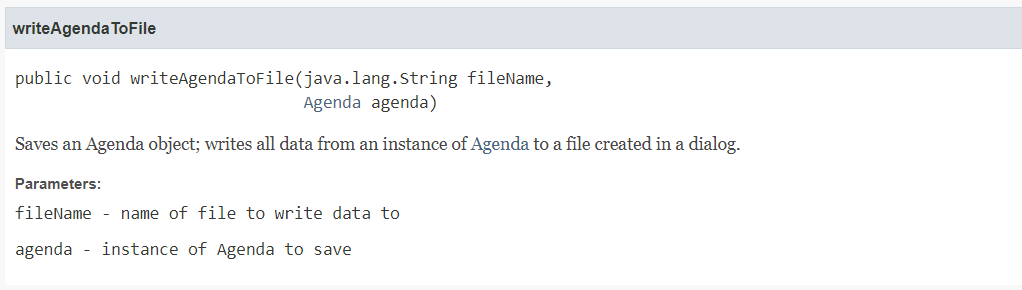 writeAgendaToFile
public void writeAgendaToFile(java.lang.String fileName,
Agenda agenda)
Saves an Agenda object; writes all data from an instance of Agenda to a file created in a dialog.
Parameters:
fileName - name of file to write data to
agenda - instance of Agenda to save